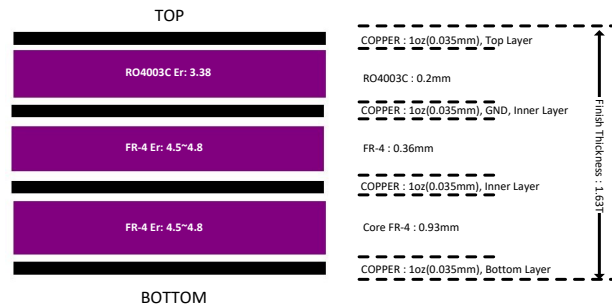 TOP
COPPER : 1oz(0.035mm), Top Layer
RO4003C Er: 3.38
RO4003C : 0.2mm
COPPER : 1oz(0.035mm), GND, Inner Layer
FR-4 Er: 4.5~4.8
FR-4 : 0.36mm
COPPER : 1oz(0.035mm), Inner Layer
FR-4 Er: 4.5~4.8
Core FR-4 : 0.93mm
COPPER : 1oz(0.035mm), Bottom Layer
BOTTOM
Finish Thickness : 1.63T